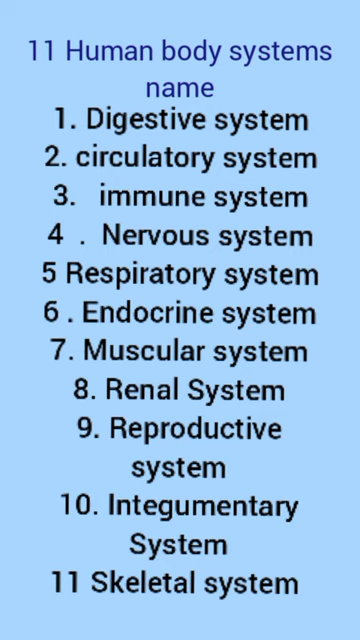 11 Human body systems
name
1. Digestive system
2. circulatory system
3. immune system
4 . Nervous system
5 Respiratory system
6 . Endocrine system
7. Muscular system
8. Renal System
9. Reproductive
system
10. Integumentary
System
11 Skeletal system